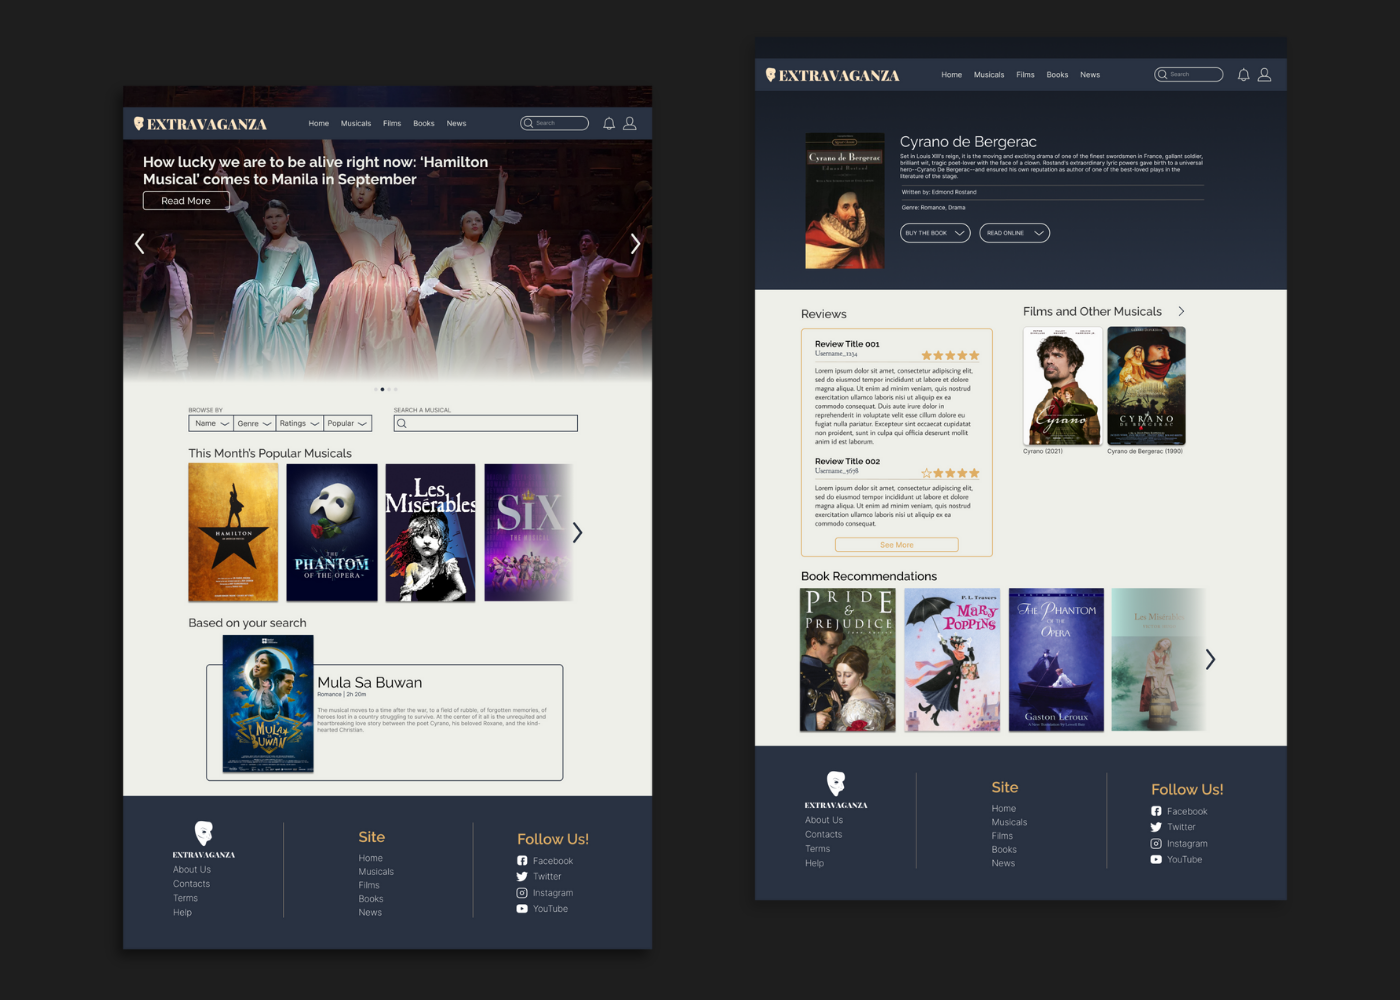 EXTRAVAGANZA
Home Musicals Films Books News
Search
How lucky we are to be alive right now: ‘Hamilton
Musical’ comes to Manila in September
Read More
BROWSE BY
Name Genre Ratings Popular
SEARCH A MUSICAL
This Month's Popular Musicals
HAMILTON
THE
PHANTOM
OF THE OPERA
Les
Misérables
SIX
THE MUSICAL
Based on your search
MULA
SA
BUWAN
Mula Sa Buwan
Romance | 2h 20m
The musical moves to a time after the war, to a field of rubble, of forgotten memories, of
heroes lost in a country struggling to survive. At the center of it all is the unrequited and
heartbreaking love story between the poet Cyrano, his beloved Roxane, and the kind-
hearted Christian.
EXTRAVAGANZA
About Us
Contacts
Terms
Help
Site
Home
Musicals
Films
Books
News
Follow Us!
Facebook
Twitter
Instagram
YouTube
EXTRAVAGANZA
Home Musicals Films Books News
Search
Cyrano de Bergerac
Edmond Rostand
Cyrano de Bergerac
Set in Louis XIII's reign, it is the moving and exciting drama of one of the finest swordsmen in France, gallant soldier,
brilliant wit, tragic poet-lover with the face of a clown. Rostand's extraordinary lyric powers gave birth to a universal
hero--Cyrano De Bergerac--and ensured his own reputation as author of one of the best-loved plays in the
literature of the stage.
Written by: Edmond Rostand
Genre: Romance, Drama
BUY THE BOOK
READ ONLINE
Reviews
Review Title 001
Username_1234
Lorem ipsum dolor sit amet, consectetur adipiscing elit,
sed do eiusmod tempor incididunt ut labore et dolore
magna aliqua. Ut enim ad minim veniam, quis nostrud
exercitation ullamco laboris nisi ut aliquip ex ea
commodo consequat. Duis aute irure dolor in
reprehenderit in voluptate velit esse cillum dolore eu
fugiat nulla pariatur. Excepteur sint occaecat cupidatat
non proident, sunt in culpa qui officia deserunt mollit
anim id est laborum.
Review Title 002
Username_5678
Lorem ipsum dolor sit amet, consectetur adipiscing elit,
sed do eiusmod tempor incididunt ut labore et dolore
magna aliqua. Ut enim ad minim veniam, quis nostrud
exercitation ullamco laboris nisi ut aliquip ex ea
commodo consequat.
See More
Films and Other Musicals
Cyrano
CYRANO
DE BERGERAC
Cyrano (2021)
Cyrano de Bergerac (1990)
Book Recommendations
PRIDE
&
PREJUDICE
P. L. Travers
Mary
Poppins
THE PHANTOM
OF THE
OPERA
Gaston Leroux
Les Misérables
EXTRAVAGANZA
About Us
Contacts
Terms
Help
Site
Home
Musicals
Films
Books
News
Follow Us!
Facebook
Twitter
Instagram
YouTube